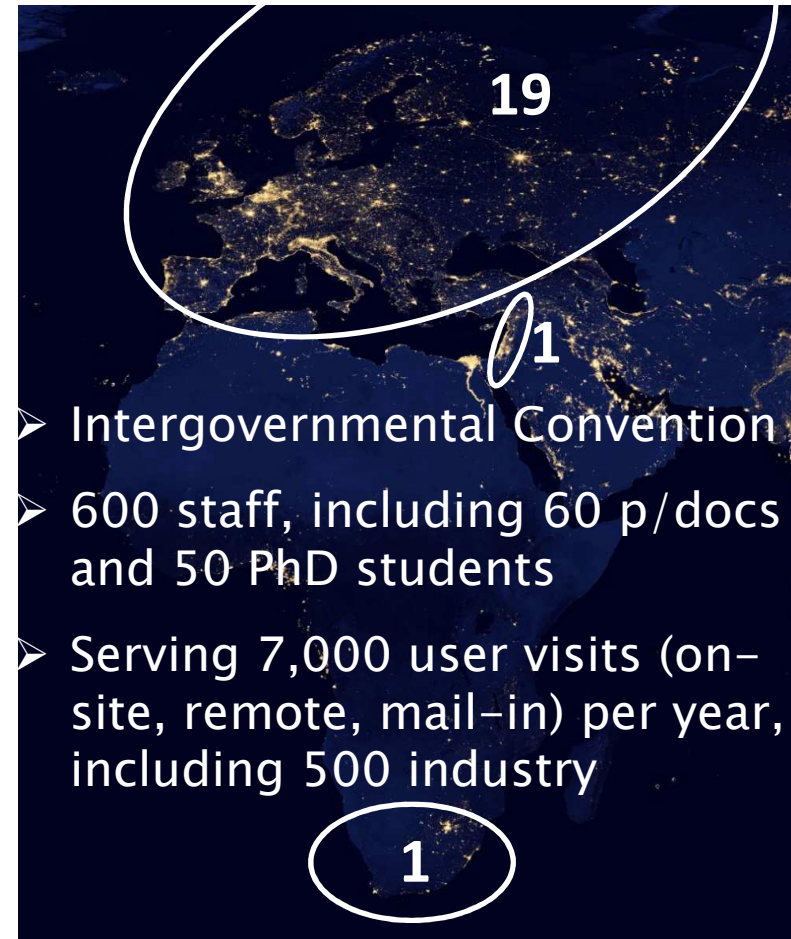 19
1
➢ Intergovernmental Convention
➢ 600 staff, including 60 p/docs
and 50 PhD students
➢ Serving 7,000 user visits (on-
site, remote, mail-in) per year,
including 500 industry
1